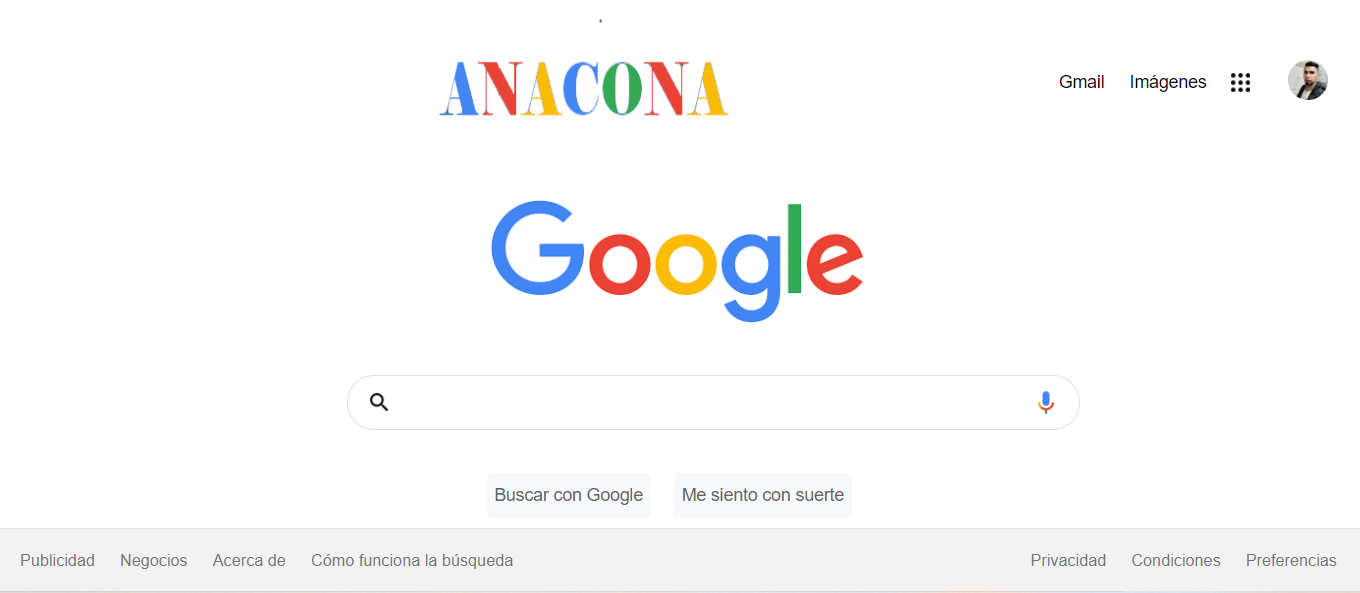 ANACONA
Gmail Imágenes
Google
Buscar con Google Me siento con suerte
Publicidad Negocios Acerca de Cómo funciona la búsqueda Privacidad Condiciones Preferencias